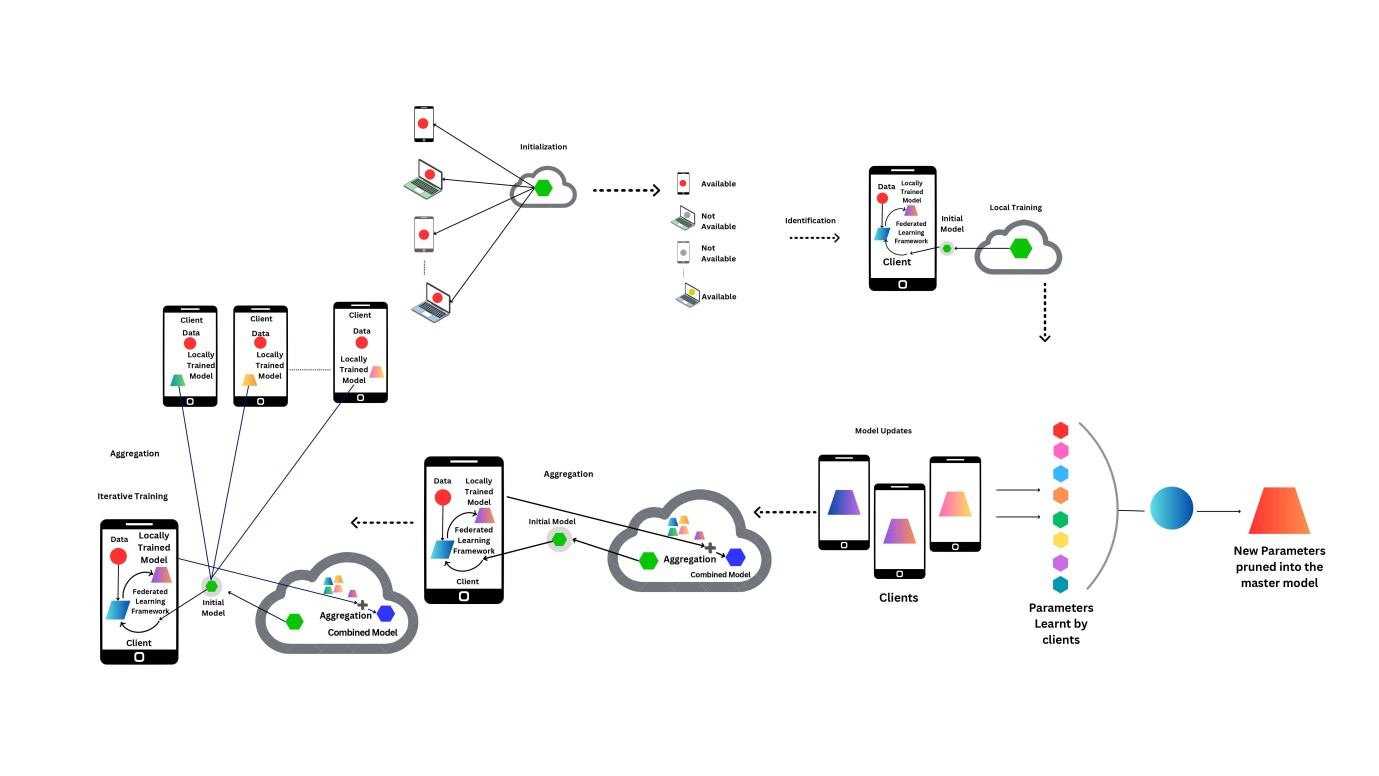 Initialization
Available
Not
Available
Not
Available
Available
Identification
Data
Locally
Trained
Model
Federated
Learning
Framework
Client
Initial
Model
Local Training
Client
Data
Locally
Trained
Model
Client
Data
Locally
Trained
Model
Client
Data
Locally
Trained
Model
Aggregation
Iterative Training
Data
Locally
Trained
Model
Federated
Learning
Framework
Client
Initial
Model
Aggregation
Combined Model
Data
Locally
Trained
Model
Federated
Learning
Framework
Client
Aggregation
Initial Model
Aggregation
Combined Model
Model Updates
Clients
Parameters
Learnt by
clients
New Parameters
pruned into the
master model